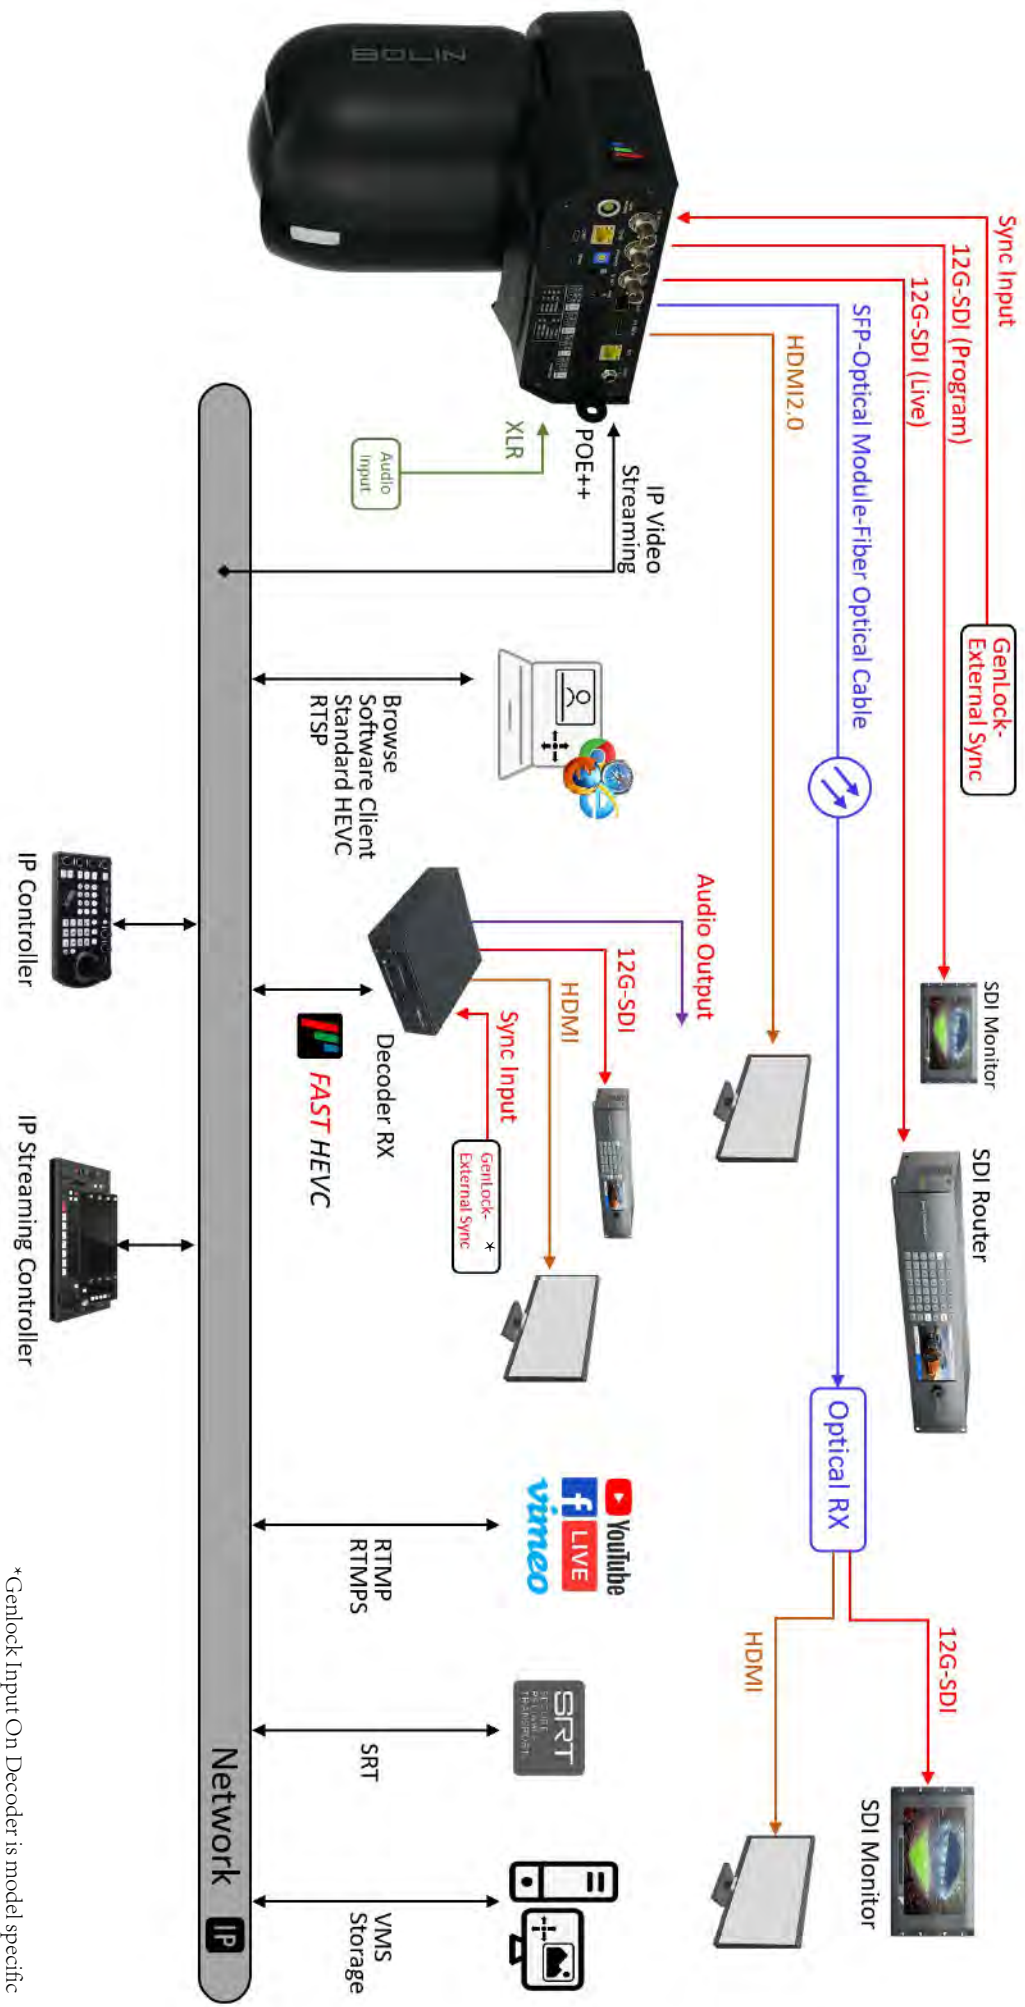 BOLIN
Sync Input
12G-SDI (Program)
12G-SDI (Live)
SFP-Optical Module-Fiber Optical Cable
HDMI2.0
GenLock-
External Sync
SDI Monitor
SDI Router
Optical RX
12G-SDI
HDMI
SDI Monitor
IP Video
Streaming
POE++
XLR
Audio
Input
Browse
Software Client
Standard HEVC
RTSP
Audio Output
12G-SDI
HDMI
Sync Input
GenLock- *
External Sync
Decoder RX
FAST HEVC
YouTube
f LIVE
vimeo
RTMP
RTMPS
SRT
SECURE
RELIABLE
TRANSPORT
SRT
VMS
Storage
Network IP
IP Controller
IP Streaming Controller
*Genlock Input On Decoder is model specific